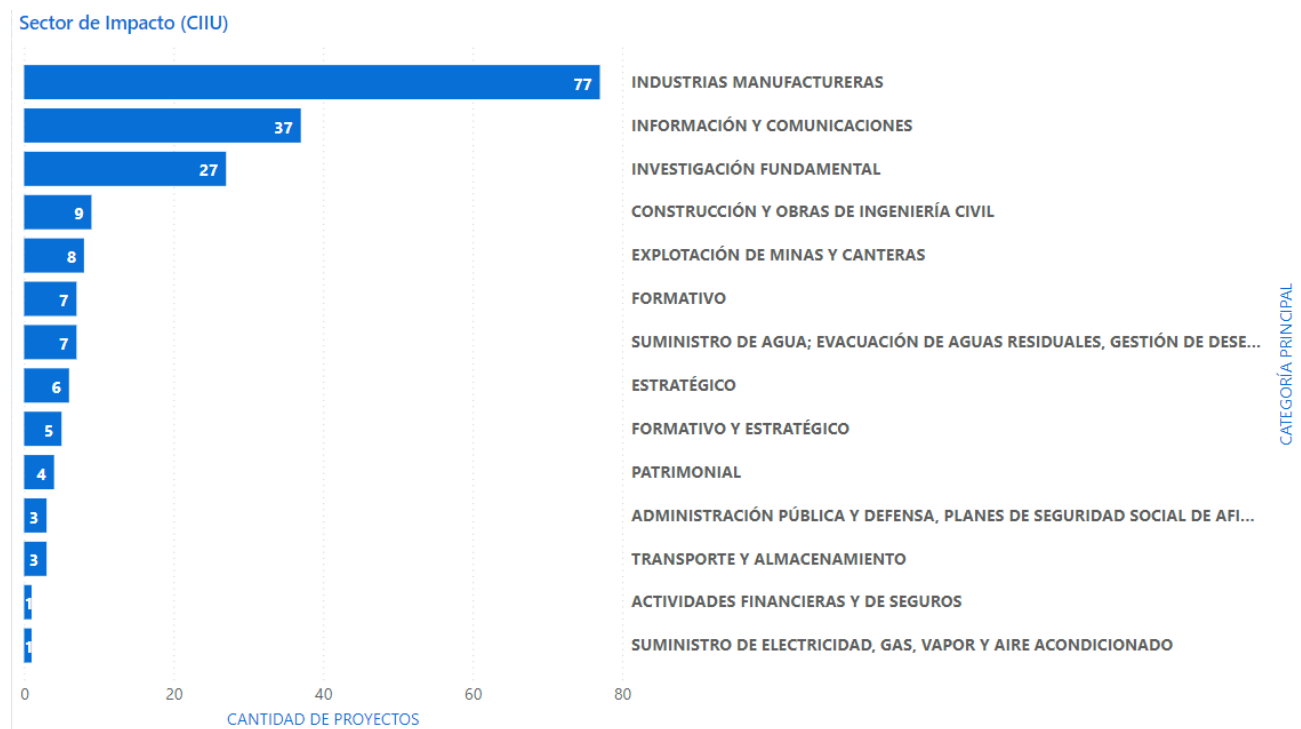 Sector de Impacto (CIIU)
77 INDUSTRIAS MANUFACTURERAS
37 INFORMACIÓN Y COMUNICACIONES
27 INVESTIGACIÓN FUNDAMENTAL
9 CONSTRUCCIÓN Y OBRAS DE INGENIERÍA CIVIL
8 EXPLOTACIÓN DE MINAS Y CANTERAS
7 FORMATIVO
7 SUMINISTRO DE AGUA; EVACUACIÓN DE AGUAS RESIDUALES, GESTIÓN DE DESE...
6 ESTRATÉGICO
5 FORMATIVO Y ESTRATÉGICO
4 PATRIMONIAL
3 ADMINISTRACIÓN PÚBLICA Y DEFENSA, PLANES DE SEGURIDAD SOCIAL DE AFI...
3 TRANSPORTE Y ALMACENAMIENTO
1 ACTIVIDADES FINANCIERAS Y DE SEGUROS
1 SUMINISTRO DE ELECTRICIDAD, GAS, VAPOR Y AIRE ACONDICIONADO
0 20 40 60 80
CANTIDAD DE PROYECTOS
CATEGORÍA PRINCIPAL